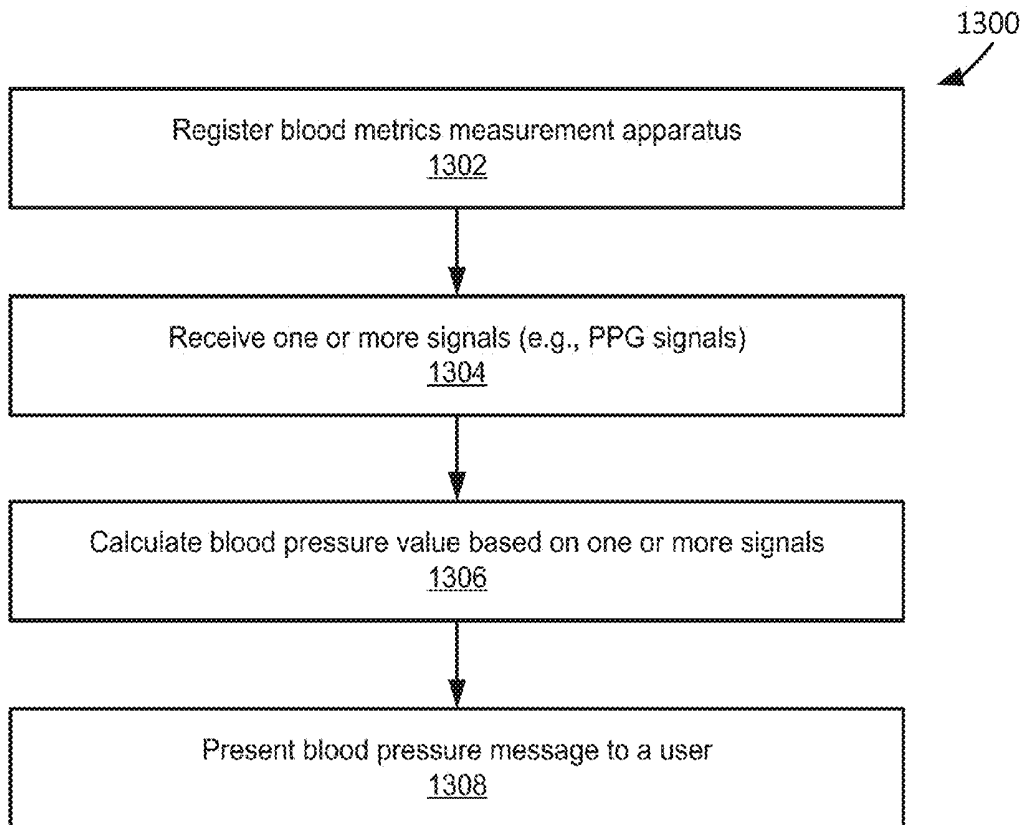 1300
Register blood metrics measurement apparatus
1302
Receive one or more signals (e.g., PPG signals)
1304
Calculate blood pressure value based on one or more signals
1306
Present blood pressure message to a user
1308